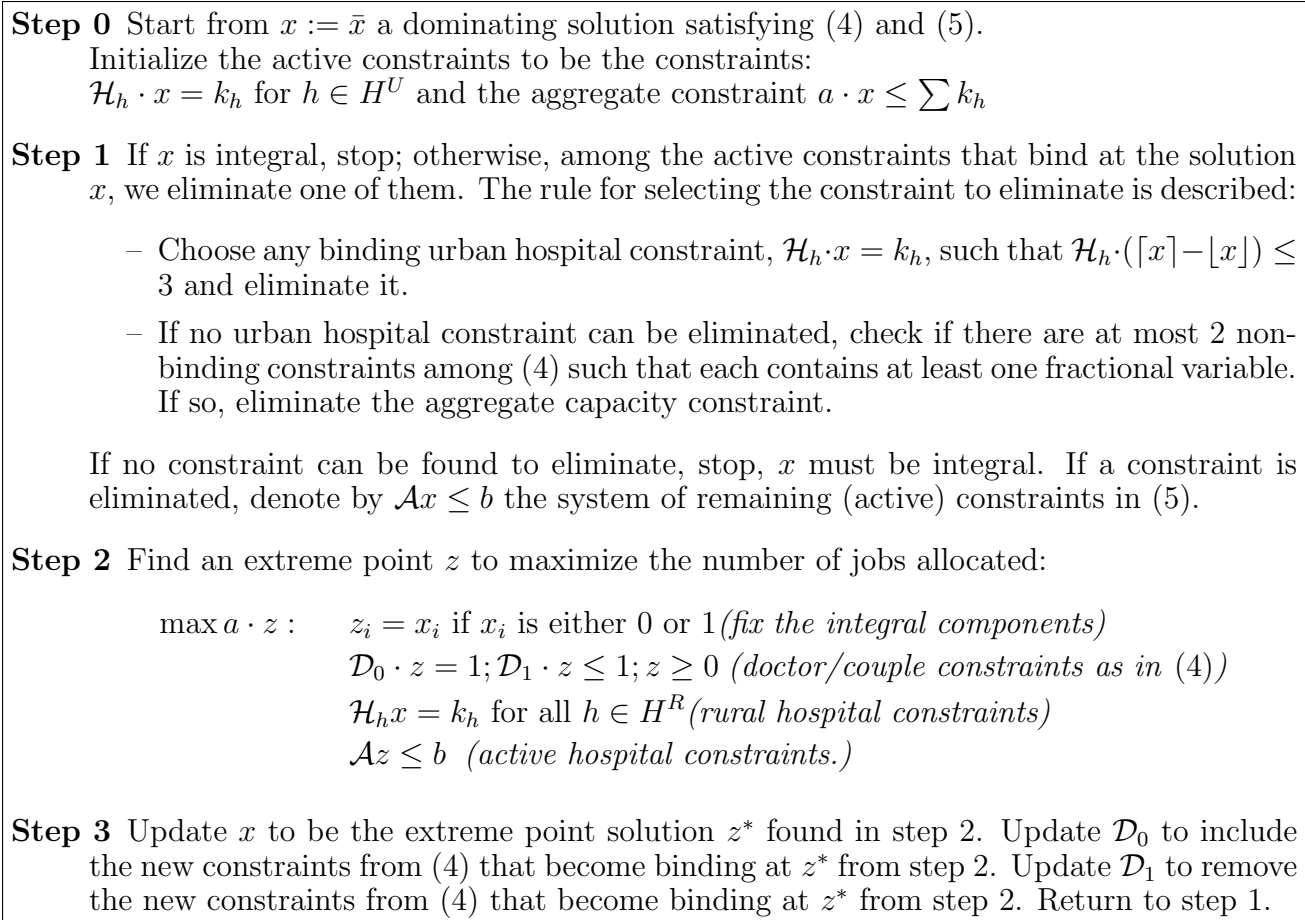 Step 0 Start from x := x̄ a dominating solution satisfying (4) and (5).
Initialize the active constraints to be the constraints:
ℋ_h · x = k_h for h ∈ H^U and the aggregate constraint a · x ≤ ∑ k_h
Step 1 If x is integral, stop; otherwise, among the active constraints that bind at the solution
x, we eliminate one of them. The rule for selecting the constraint to eliminate is described:
– Choose any binding urban hospital constraint, ℋ_h·x = k_h, such that ℋ_h·(⌈x⌉−⌊x⌋) ≤
3 and eliminate it.
– If no urban hospital constraint can be eliminated, check if there are at most 2 non-
binding constraints among (4) such that each contains at least one fractional variable.
If so, eliminate the aggregate capacity constraint.
If no constraint can be found to eliminate, stop, x must be integral. If a constraint is
eliminated, denote by 𝒜x ≤ b the system of remaining (active) constraints in (5).
Step 2 Find an extreme point z to maximize the number of jobs allocated:
max a · z : z_i = x_i if x_i is either 0 or 1(fix the integral components)
𝒟_0 · z = 1; 𝒟_1 · z ≤ 1; z ≥ 0 (doctor/couple constraints as in (4))
ℋ_h x = k_h for all h ∈ H^R(rural hospital constraints)
𝒜z ≤ b (active hospital constraints.)
Step 3 Update x to be the extreme point solution z* found in step 2. Update 𝒟_0 to include
the new constraints from (4) that become binding at z* from step 2. Update 𝒟_1 to remove
the new constraints from (4) that become binding at z* from step 2. Return to step 1.